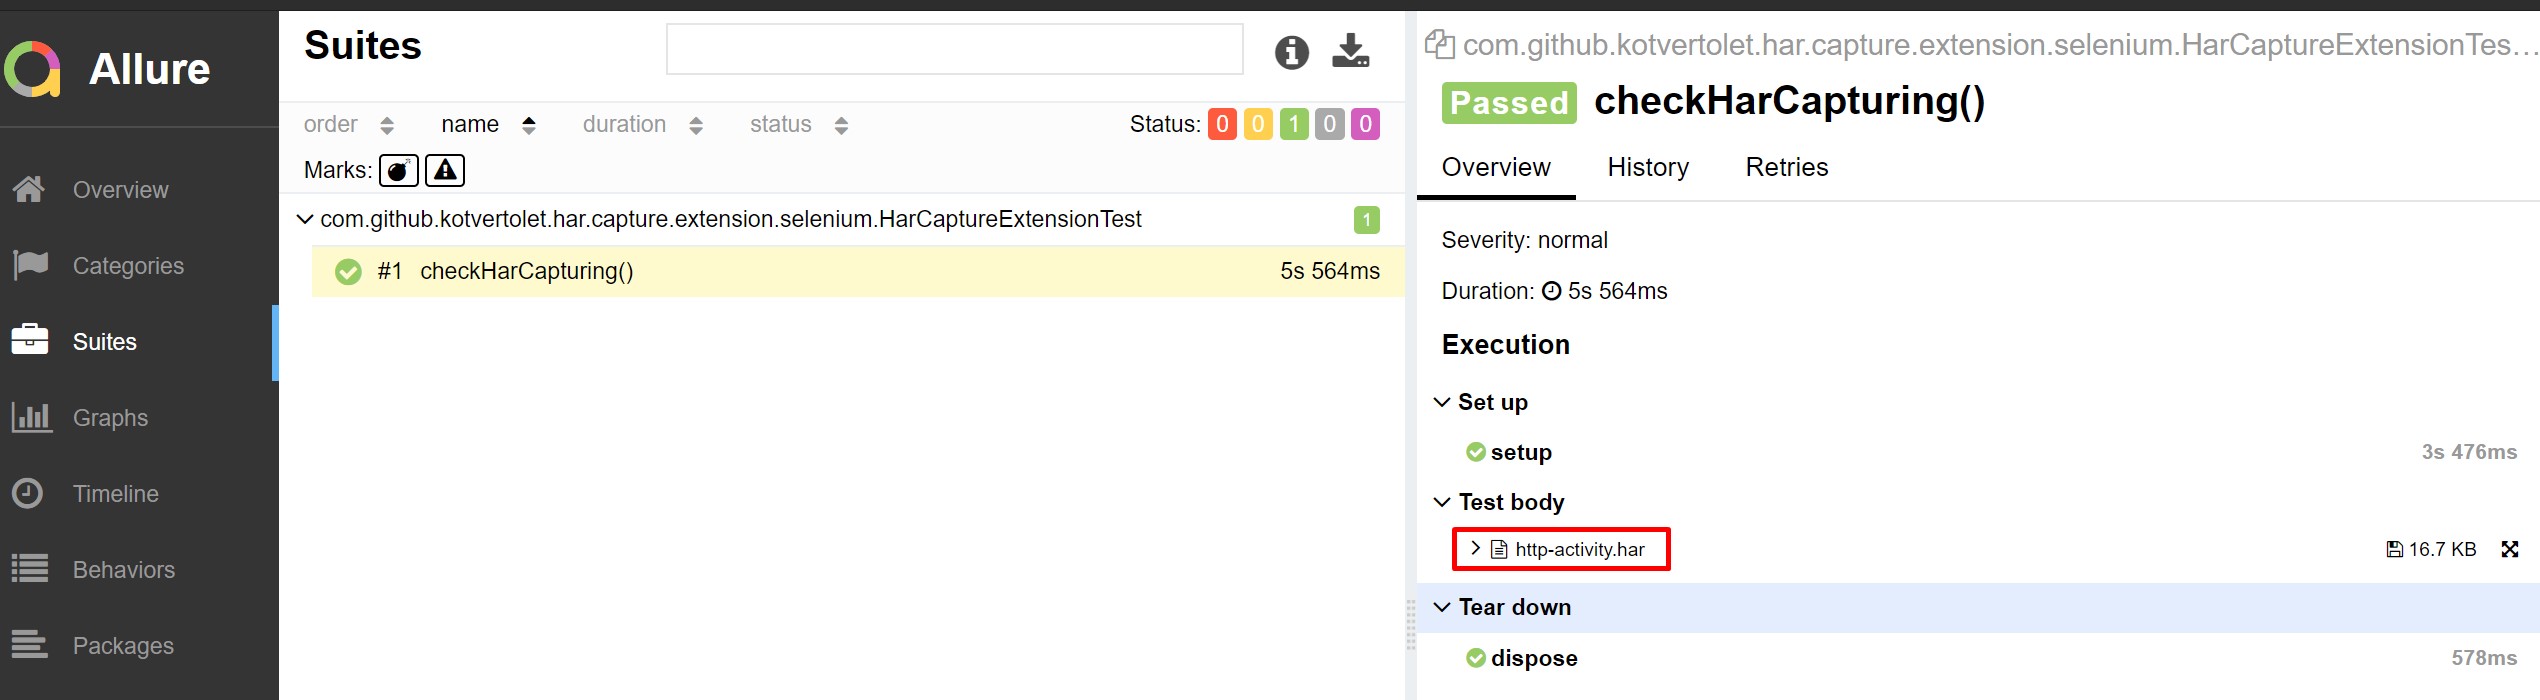 Allure
Overview
Categories
Suites
Graphs
Timeline
Behaviors
Packages
Suites
order name duration status Status: 0 0 1 0 0
Marks:
com.github.kotvertolet.har.capture.extension.selenium.HarCaptureExtensionTest 1
#1 checkHarCapturing() 5s 564ms
com.github.kotvertolet.har.capture.extension.selenium.HarCaptureExtensionTes...
Passed checkHarCapturing()
Overview History Retries
Severity: normal
Duration: 5s 564ms
Execution
Set up
setup 3s 476ms
Test body
http-activity.har 16.7 KB
Tear down
dispose 578ms